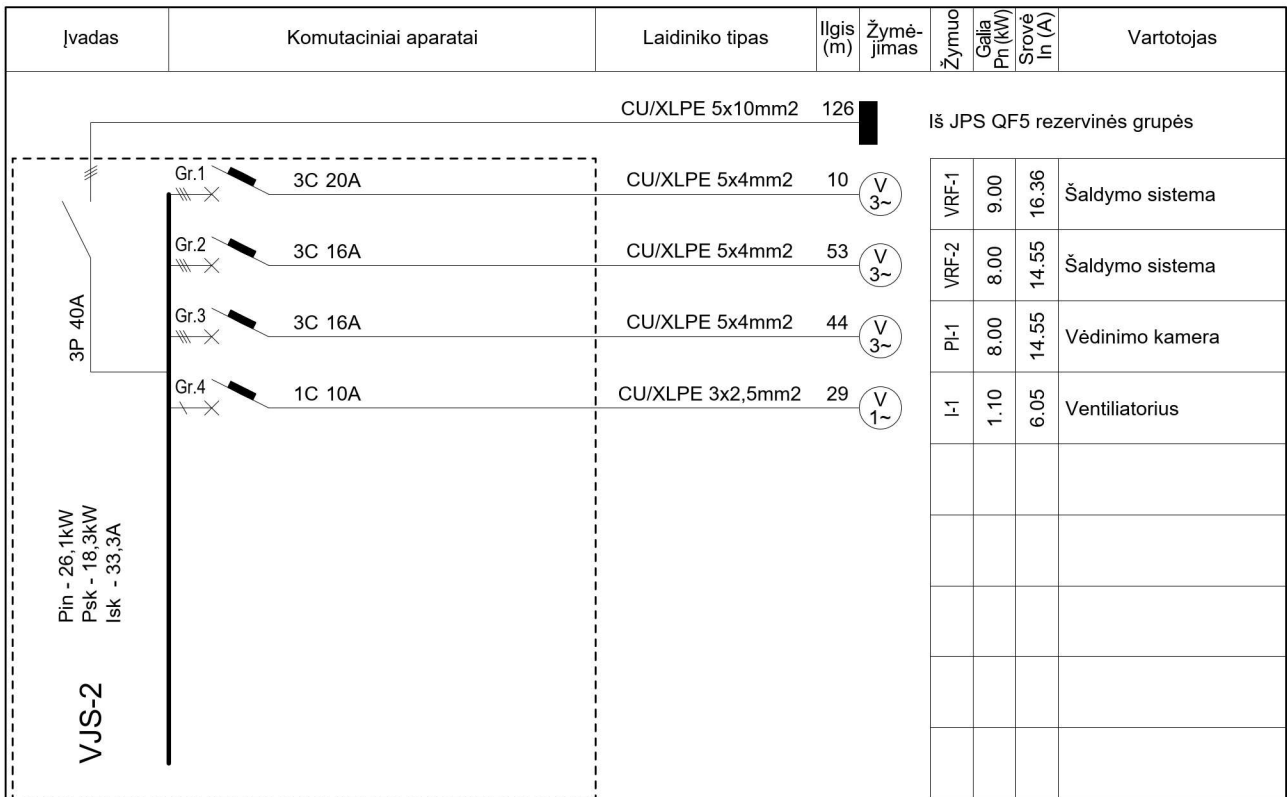 Įvadas
Komutaciniai aparatai
Laidiniko tipas
Ilgis
(m)
Žymė-
jimas
Žymuo
Galia
Pn (kW)
Srovė
In (A)
Vartotojas
CU/XLPE 5x10mm2 126
Iš JPS QF5 rezervinės grupės
Gr.1 3C 20A CU/XLPE 5x4mm2 10 V 3~ VRF-1 9.00 16.36 Šaldymo sistema
Gr.2 3C 16A CU/XLPE 5x4mm2 53 V 3~ VRF-2 8.00 14.55 Šaldymo sistema
Gr.3 3C 16A CU/XLPE 5x4mm2 44 V 3~ PI-1 8.00 14.55 Vėdinimo kamera
Gr.4 1C 10A CU/XLPE 3x2,5mm2 29 V 1~ I-1 1.10 6.05 Ventiliatorius
3P 40A
Pin - 26,1kW
Psk - 18,3kW
Isk - 33,3A
VJS-2